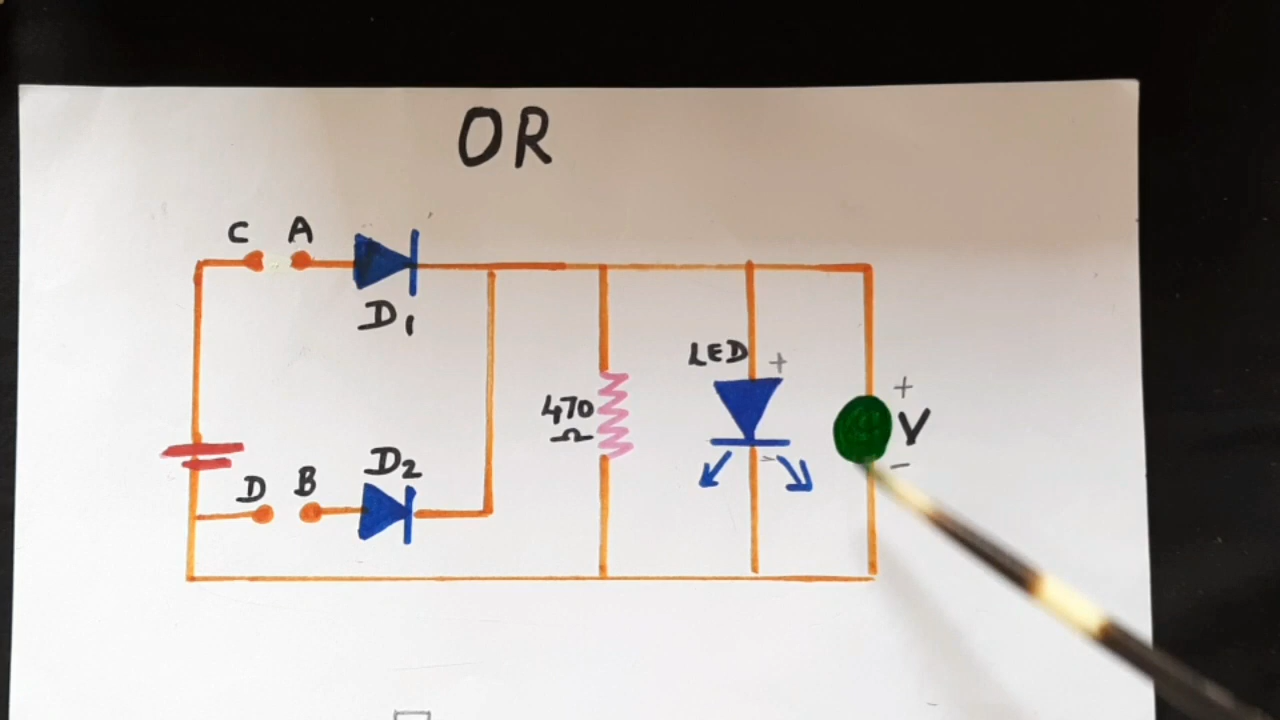 OR
C A
D₁
LED +
470
Ω
+
V
-
D₂
D B
-